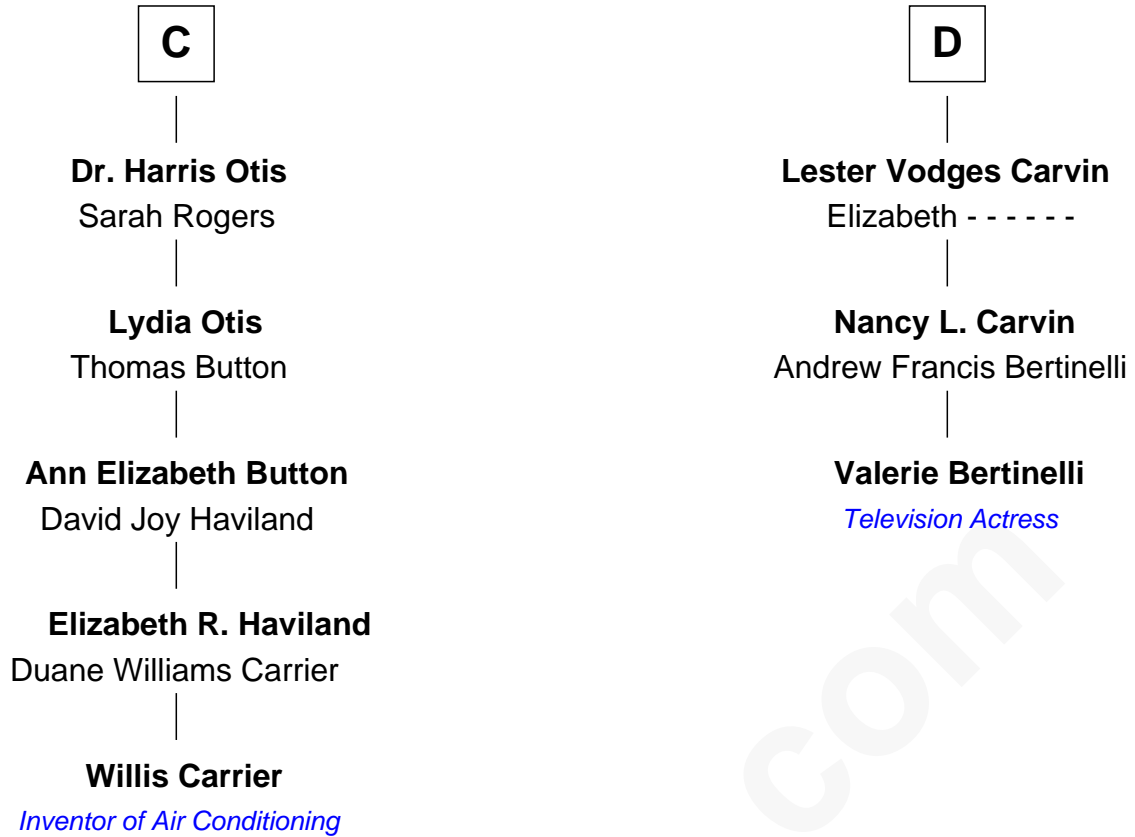 C
Dr. Harris Otis
Sarah Rogers
Lydia Otis
Thomas Button
Ann Elizabeth Button
David Joy Haviland
Elizabeth R. Haviland
Duane Williams Carrier
Willis Carrier
Inventor of Air Conditioning
D
Lester Vodges Carvin
Elizabeth - - - - - -
Nancy L. Carvin
Andrew Francis Bertinelli
Valerie Bertinelli
Television Actress
com